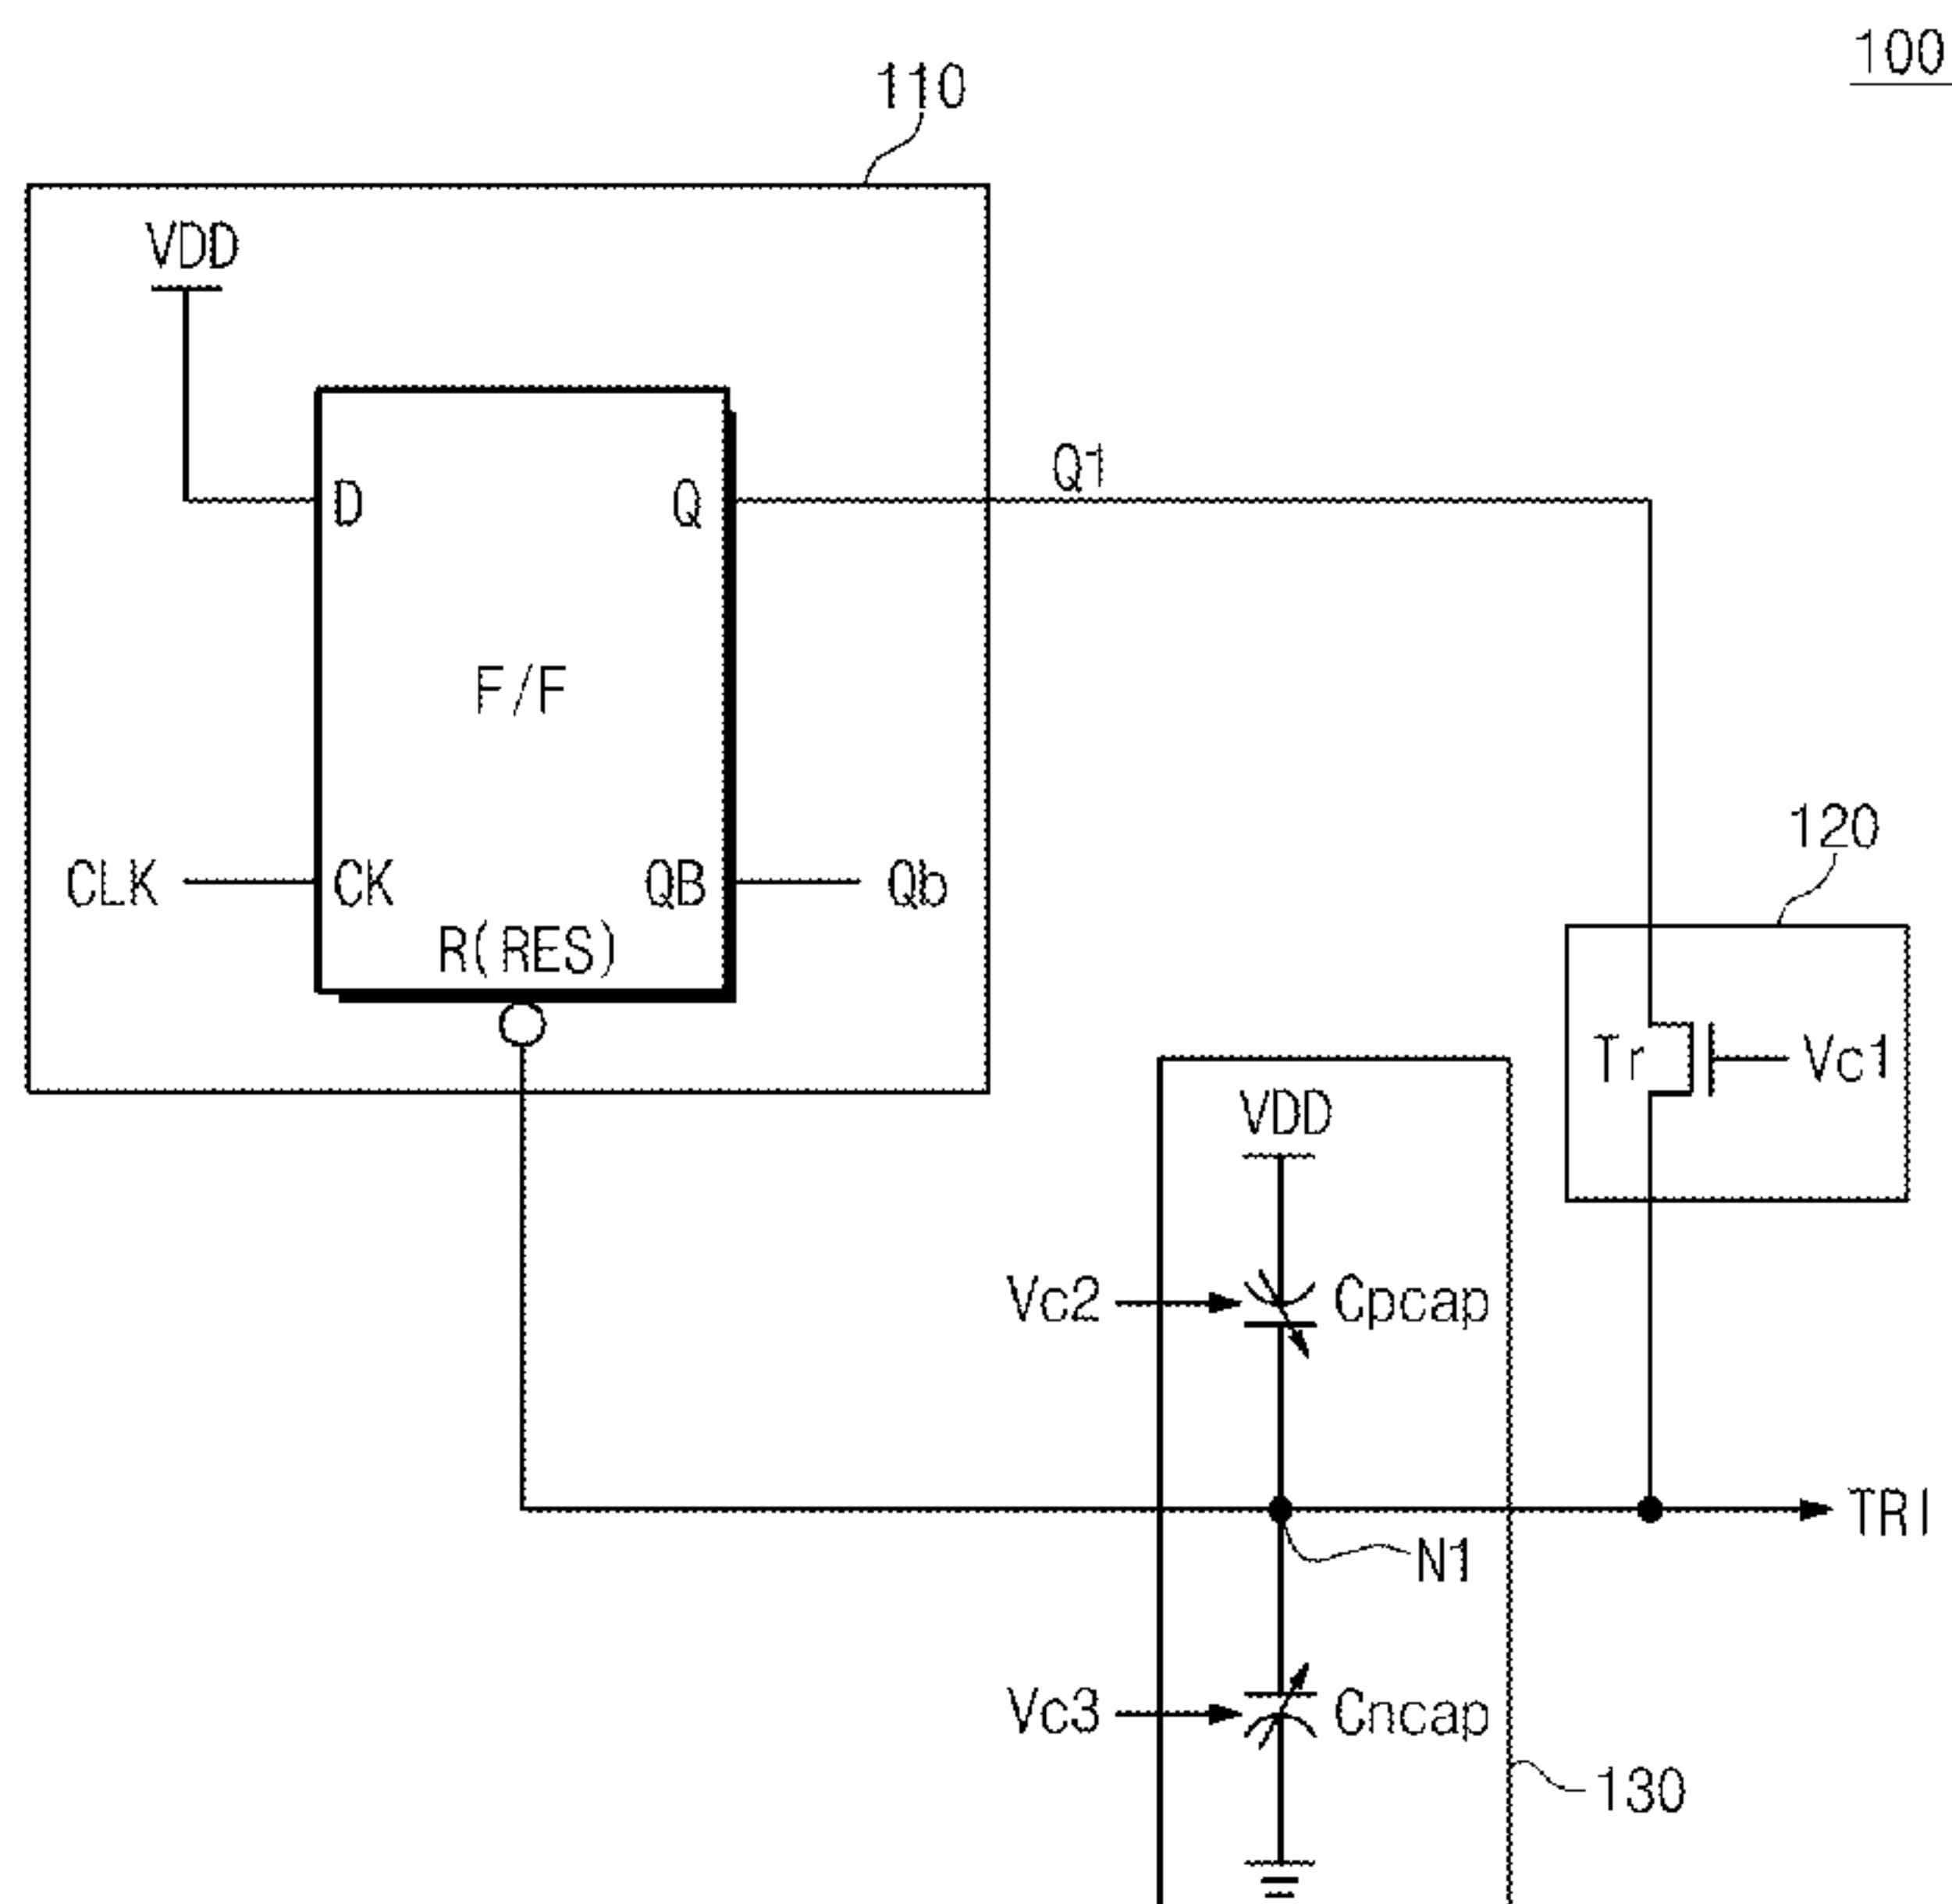 100
110
VDD
Q1
D
Q
F/F
120
CLK
CK
QB
Qb
R(RES)
Tr
Vc1
VDD
Vc2
Cpcap
TRI
N1
Vc3
Cncap
130